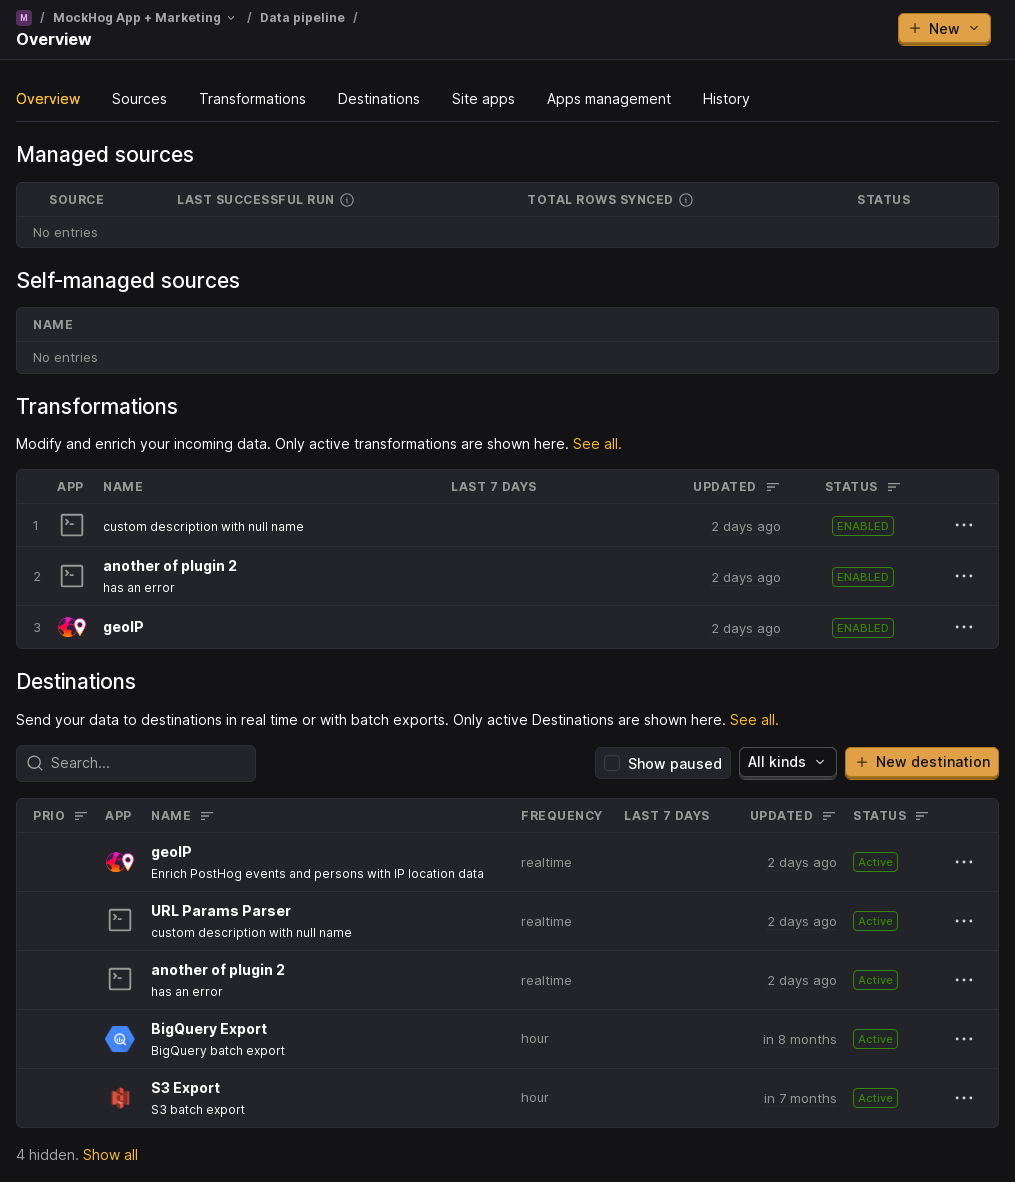 M / MockHog App + Marketing / Data pipeline /
Overview
New
Overview Sources Transformations Destinations Site apps Apps management History
Managed sources
SOURCE LAST SUCCESSFUL RUN TOTAL ROWS SYNCED STATUS
No entries
Self-managed sources
NAME
No entries
Transformations
Modify and enrich your incoming data. Only active transformations are shown here. See all.
APP NAME LAST 7 DAYS UPDATED STATUS
1 custom description with null name 2 days ago ENABLED
another of plugin 2
2 2 days ago ENABLED
has an error
3 geoIP 2 days ago ENABLED
Destinations
Send your data to destinations in real time or with batch exports. Only active Destinations are shown here. See all.
Search... Show paused All kinds New destination
PRIO APP NAME FREQUENCY LAST 7 DAYS UPDATED STATUS
geoIP
realtime 2 days ago Active
Enrich PostHog events and persons with IP location data
URL Params Parser
realtime 2 days ago Active
custom description with null name
another of plugin 2
realtime 2 days ago Active
has an error
BigQuery Export
hour in 8 months Active
BigQuery batch export
S3 Export
hour in 7 months Active
S3 batch export
4 hidden. Show all